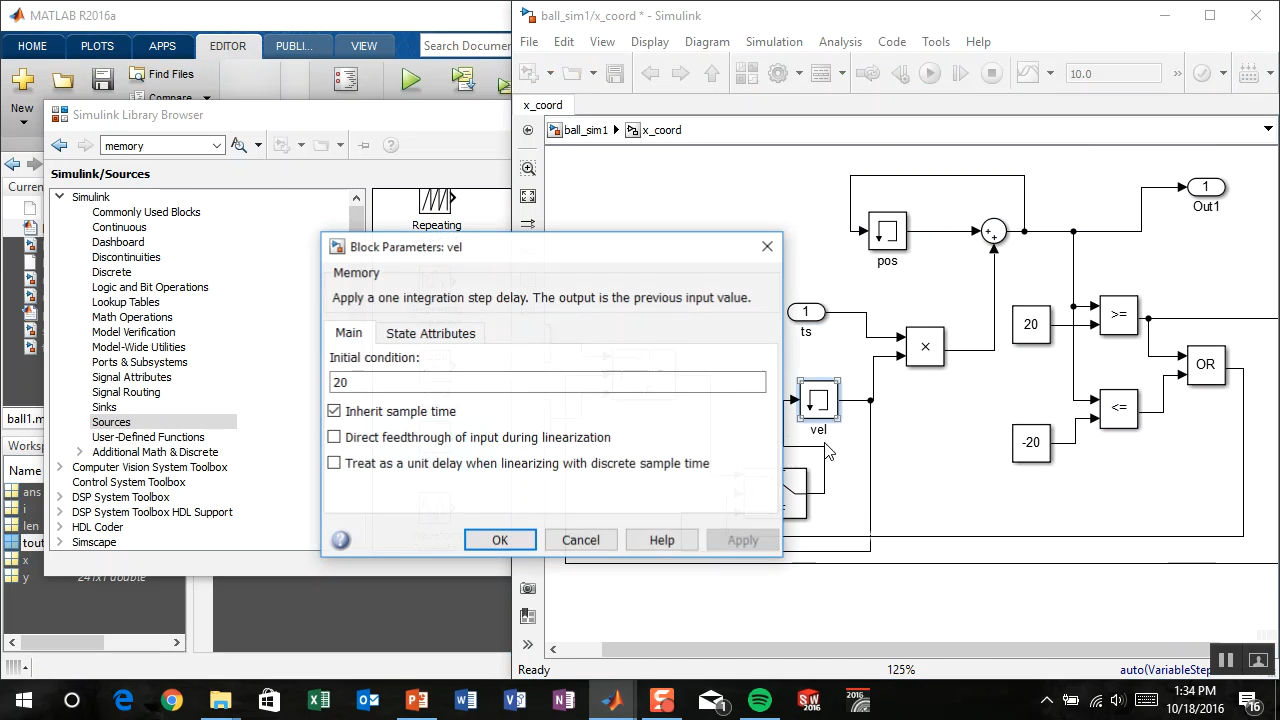 MATLAB R2016a
HOME PLOTS APPS EDITOR PUBLI... VIEW Search Documen
Find Files
Compare
New
Curren
ball1.m
Works
Name
ans
i
len
tout
x
y 241x1 double
Simulink Library Browser
memory
Simulink/Sources
Simulink
Commonly Used Blocks
Continuous
Dashboard
Discontinuities
Discrete
Logic and Bit Operations
Lookup Tables
Math Operations
Model Verification
Model-Wide Utilities
Ports & Subsystems
Signal Attributes
Signal Routing
Sinks
Sources
User-Defined Functions
Additional Math & Discrete
Computer Vision System Toolbox
Control System Toolbox
DSP System Toolbox
DSP System Toolbox HDL Support
HDL Coder
Simscape
Repeating
Block Parameters: vel
Memory
Apply a one integration step delay. The output is the previous input value.
Main State Attributes
Initial condition:
20
Inherit sample time
Direct feedthrough of input during linearization
Treat as a unit delay when linearizing with discrete sample time
OK Cancel Help Apply
ball_sim1/x_coord * - Simulink
File Edit View Display Diagram Simulation Analysis Code Tools Help
10.0
x_coord
ball_sim1 x_coord
1
Out1
pos
++
1
ts
×
20
>=
OR
vel
-20
<=
Ready 125% auto(VariableStep
1
1:34 PM
10/18/2016
16
SW
2016
2016